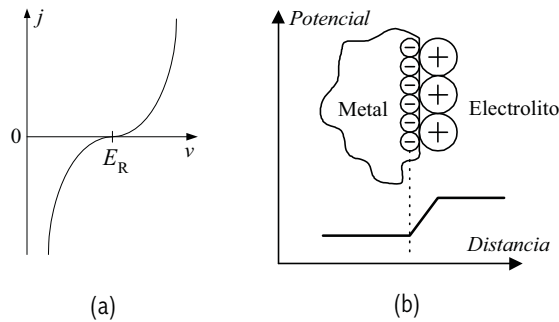 j
0
v
E_R
(a)
Potencial
Metal
Electrolito
Distancia
(b)